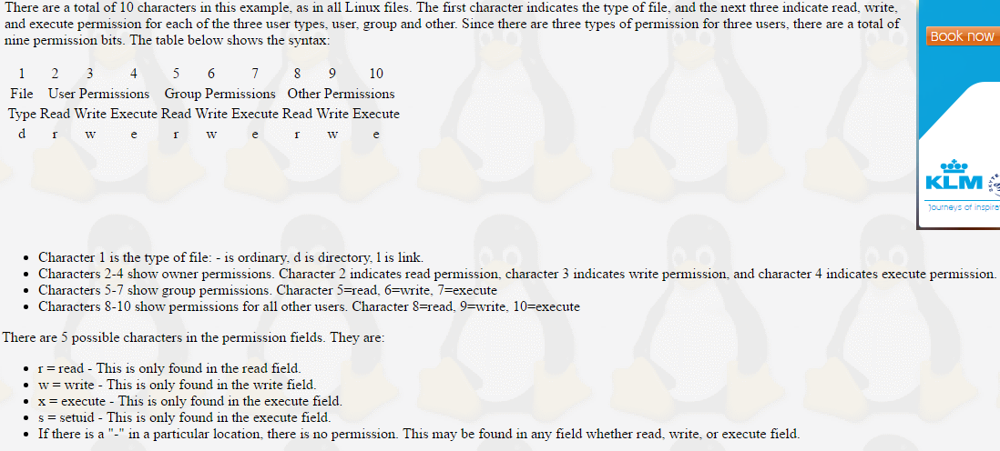 There are a total of 10 characters in this example, as in all Linux files. The first character indicates the type of file, and the next three indicate read, write,
and execute permission for each of the three user types, user, group and other. Since there are three types of permission for three users, there are a total of
nine permission bits. The table below shows the syntax:
1 2 3 4 5 6 7 8 9 10
File User Permissions Group Permissions Other Permissions
Type Read Write Execute Read Write Execute Read Write Execute
d r w e r w e r w e
• Character 1 is the type of file: - is ordinary, d is directory, l is link.
• Characters 2-4 show owner permissions. Character 2 indicates read permission, character 3 indicates write permission, and character 4 indicates execute permission.
• Characters 5-7 show group permissions. Character 5=read, 6=write, 7=execute
• Characters 8-10 show permissions for all other users. Character 8=read, 9=write, 10=execute
There are 5 possible characters in the permission fields. They are:
• r = read - This is only found in the read field.
• w = write - This is only found in the write field.
• x = execute - This is only found in the execute field.
• s = setuid - This is only found in the execute field.
• If there is a "-" in a particular location, there is no permission. This may be found in any field whether read, write, or execute field.
Book now
KLM
Journeys of